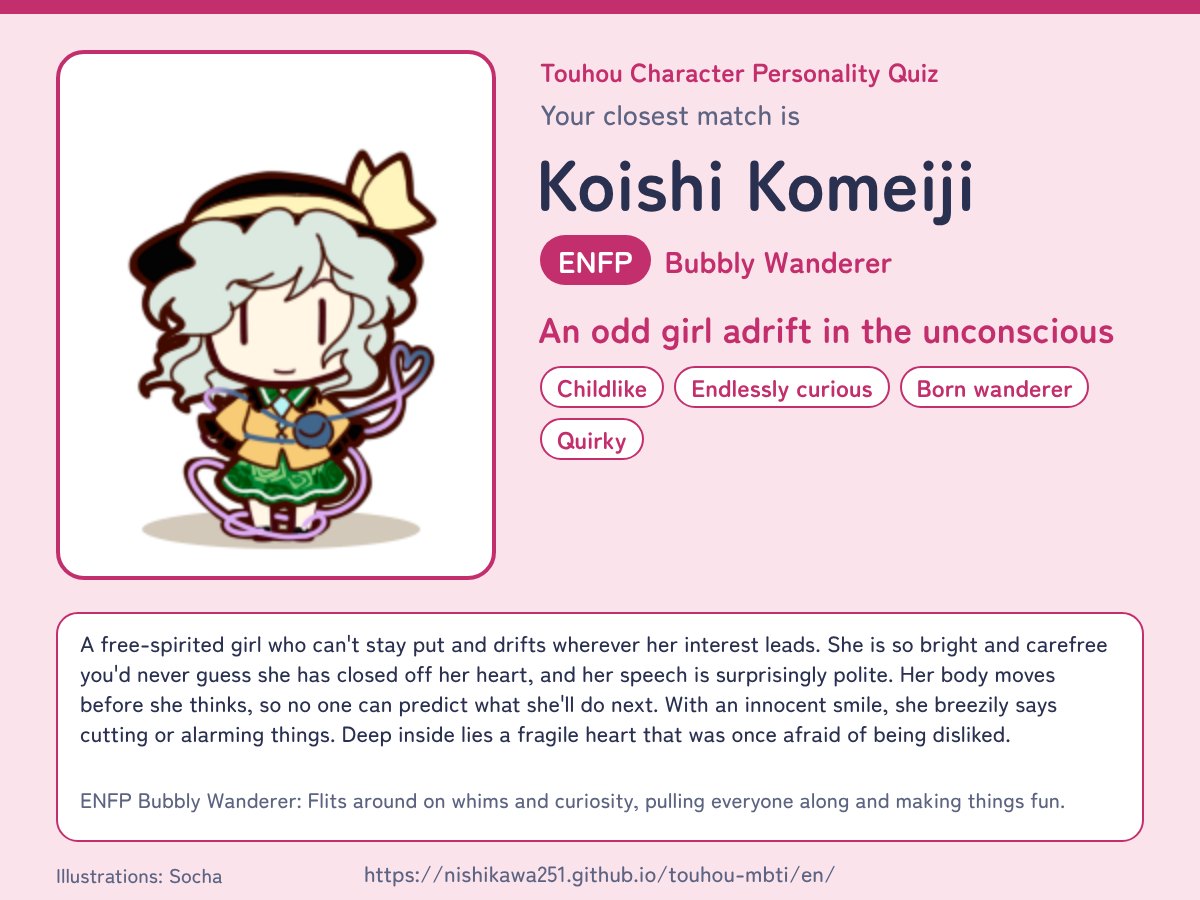 Touhou Character Personality Quiz
Your closest match is
Koishi Komeiji
ENFP Bubbly Wanderer
An odd girl adrift in the unconscious
Childlike Endlessly curious Born wanderer
Quirky
A free-spirited girl who can't stay put and drifts wherever her interest leads. She is so bright and carefree
you'd never guess she has closed off her heart, and her speech is surprisingly polite. Her body moves
before she thinks, so no one can predict what she'll do next. With an innocent smile, she breezily says
cutting or alarming things. Deep inside lies a fragile heart that was once afraid of being disliked.
ENFP Bubbly Wanderer: Flits around on whims and curiosity, pulling everyone along and making things fun.
Illustrations: Socha https://nishikawa251.github.io/touhou-mbti/en/